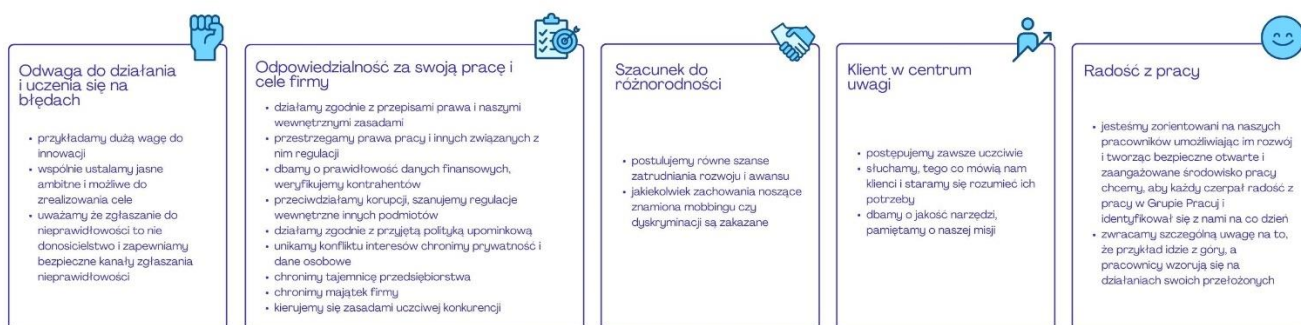 Odwaga do działania
i uczenia się na
błędach
• przykładamy dużą wagę do
innowacji
• wspólnie ustalamy jasne
ambitne i możliwe do
zrealizowania cele
• uważamy że zgłaszanie do
nieprawidłowości to nie
donosicielstwo i zapewniamy
bezpieczne kanały zgłaszania
nieprawidłowości
Odpowiedzialność za swoją pracę i
cele firmy
• działamy zgodnie z przepisami prawa i naszymi
wewnętrznymi zasadami
• przestrzegamy prawa pracy i innych związanych z
nim regulacji
• dbamy o prawidłowość danych finansowych,
weryfikujemy kontrahentów
• przeciwdziałamy korupcji, szanujemy regulacje
wewnętrzne innych podmiotów
• działamy zgodnie z przyjętą polityką upominkową
• unikamy konfliktu interesów chronimy prywatność i
dane osobowe
• chronimy tajemnicę przedsiębiorstwa
• chronimy majątek firmy
• kierujemy się zasadami uczciwej konkurencji
Szacunek do
różnorodności
• postulujemy równe szanse
zatrudniania rozwoju i awansu
• jakiekolwiek zachowania noszące
znamiona mobbingu czy
dyskryminacji są zakazane
Klient w centrum
uwagi
• postępujemy zawsze uczciwie
• słuchamy, tego co mówią nam
klienci i staramy się rozumieć ich
potrzeby
• dbamy o jakość narzędzi,
pamiętamy o naszej misji
Radość z pracy
• jesteśmy zorientowani na naszych
pracowników umożliwiając im rozwój
i tworząc bezpieczne otwarte i
zaangażowane środowisko pracy
chcemy, aby każdy czerpał radość z
pracy w Grupie Pracuj i
identyfikował się z nami na co dzień
• zwracamy szczególną uwagę na to,
że przykład idzie z góry, a
pracownicy wzorują się na
działaniach swoich przełożonych